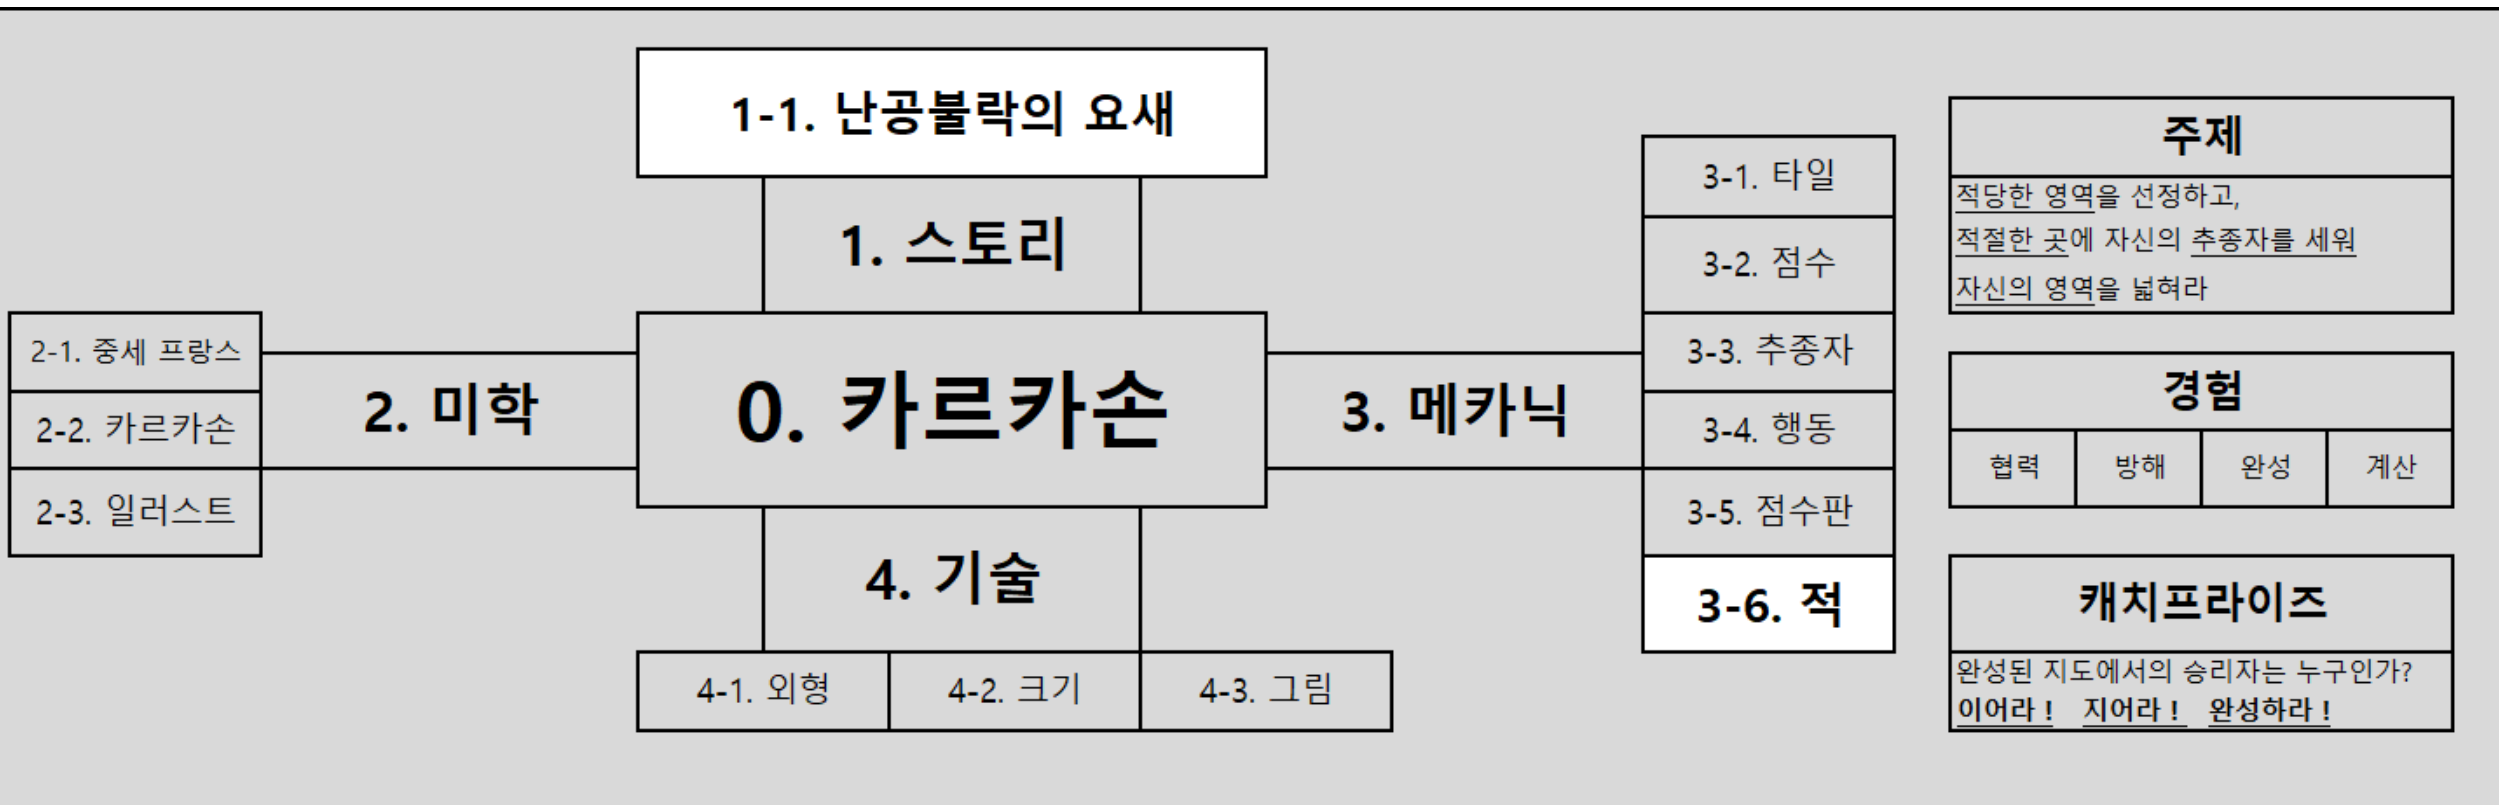 1-1. 난공불락의 요새
1. 스토리
2-1. 중세 프랑스
2-2. 카르카손
2-3. 일러스트
2. 미학
0. 카르카손
3. 메카닉
3-1. 타일
3-2. 점수
3-3. 추종자
3-4. 행동
3-5. 점수판
3-6. 적
4. 기술
4-1. 외형
4-2. 크기
4-3. 그림
주제
적당한 영역을 선정하고,
적절한 곳에 자신의 추종자를 세워
자신의 영역을 넓혀라
경험
협력 방해 완성 계산
캐치프라이즈
완성된 지도에서의 승리자는 누구인가?
이어라 ! 지어라 ! 완성하라 !